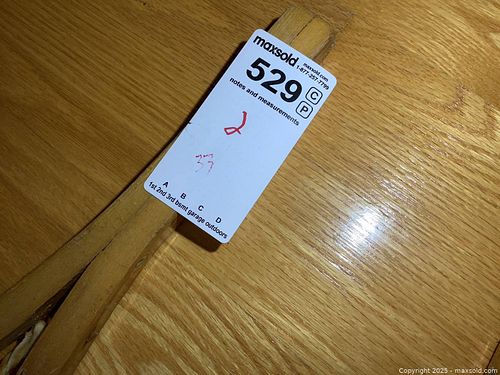 maxsold
maxsold.com
1-877-257-7799
529
C
P
notes and measurements
2
33
A B C D
1st 2nd 3rd bsmt garage outdoors
Copyright 2025 - maxsold.com